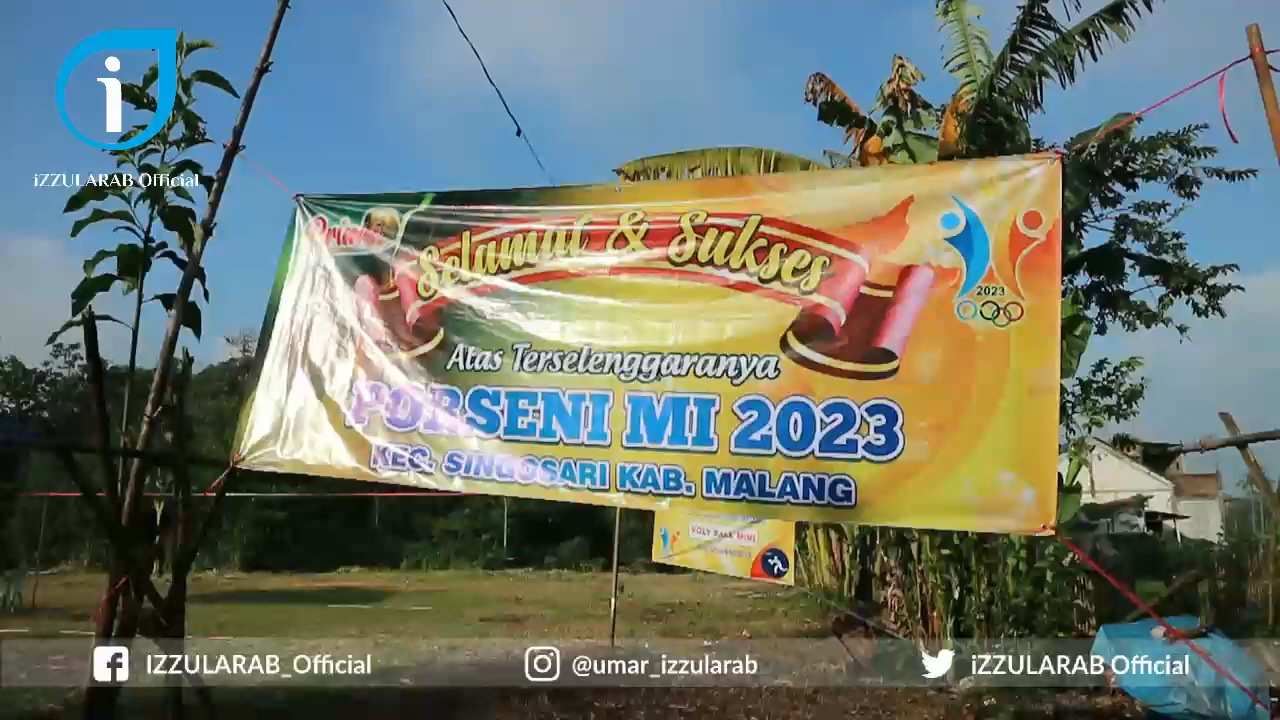 i
iZZULARAB Official
Selamat & Sukses
2023
Atas Terselenggaranya
PORSENI MI 2023
KEC. SINGOSARI KAB. MALANG
VOLY BALL MINI
IZZULARAB_Official
@umar_izzularab
iZZULARAB Official